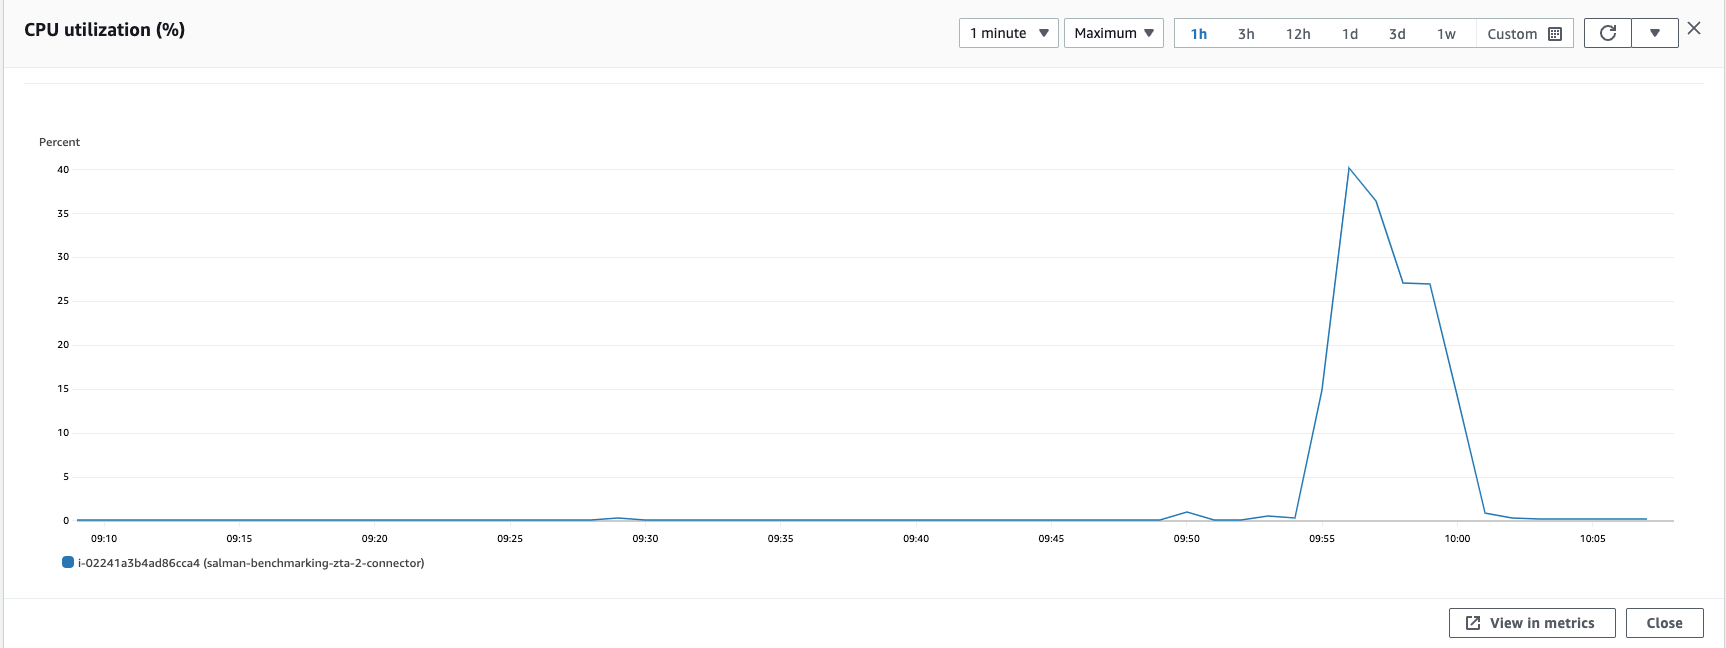 CPU utilization (%)
1 minute Maximum 1h 3h 12h 1d 3d 1w Custom
Percent
40
35
30
25
20
15
10
5
0
09:10 09:15 09:20 09:25 09:30 09:35 09:40 09:45 09:50 09:55 10:00 10:05
i-02241a3b4ad86cca4 (salman-benchmarking-zta-2-connector)
View in metrics Close